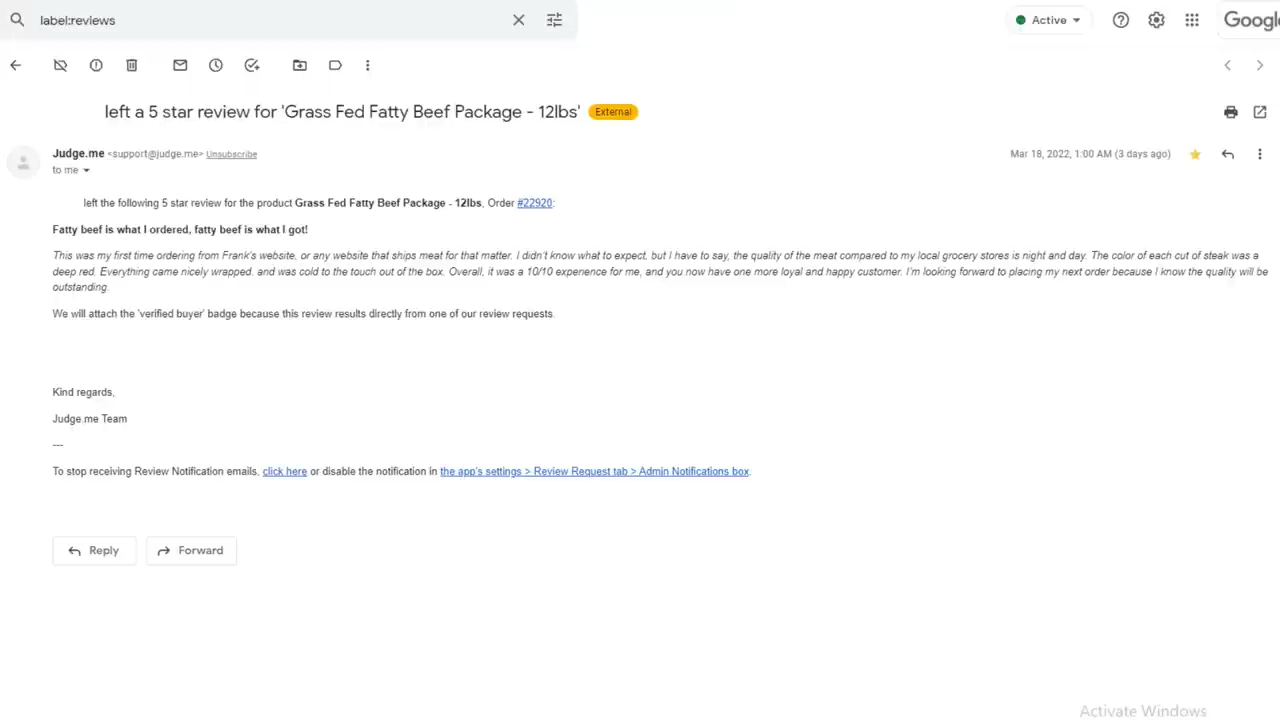 label:reviews
Active
Google
left a 5 star review for 'Grass Fed Fatty Beef Package - 12lbs' External
Judge.me <support@judge.me> Unsubscribe
Mar 18, 2022, 1:00 AM (3 days ago)
to me
left the following 5 star review for the product Grass Fed Fatty Beef Package - 12lbs, Order #22920:
Fatty beef is what I ordered, fatty beef is what I got!
This was my first time ordering from Frank's website, or any website that ships meat for that matter. I didn't know what to expect, but I have to say, the quality of the meat compared to my local grocery stores is night and day. The color of each cut of steak was a
deep red. Everything came nicely wrapped, and was cold to the touch out of the box. Overall, it was a 10/10 experience for me, and you now have one more loyal and happy customer. I'm looking forward to placing my next order because I know the quality will be
outstanding.
We will attach the 'verified buyer' badge because this review results directly from one of our review requests.
Kind regards,
Judge.me Team
---
To stop receiving Review Notification emails, click here or disable the notification in the app's settings > Review Request tab > Admin Notifications box.
Reply
Forward
Activate Windows